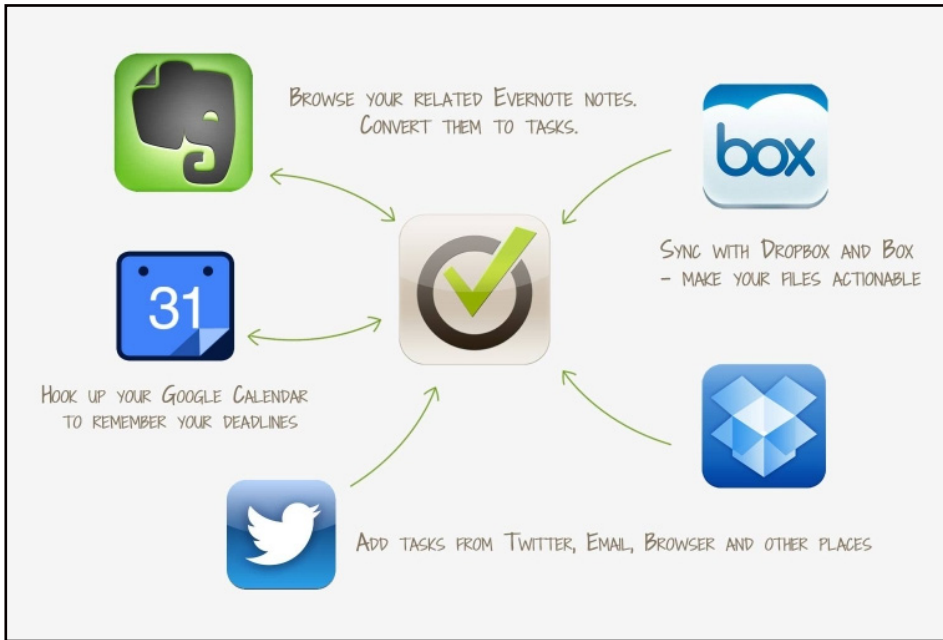 BROWSE YOUR RELATED EVERNOTE NOTES.
CONVERT THEM TO TASKS.
box
SYNC WITH DROPBOX AND BOX
– MAKE YOUR FILES ACTIONABLE
31
HOOK UP YOUR GOOGLE CALENDAR
TO REMEMBER YOUR DEADLINES
ADD TASKS FROM TWITTER, EMAIL, BROWSER AND OTHER PLACES